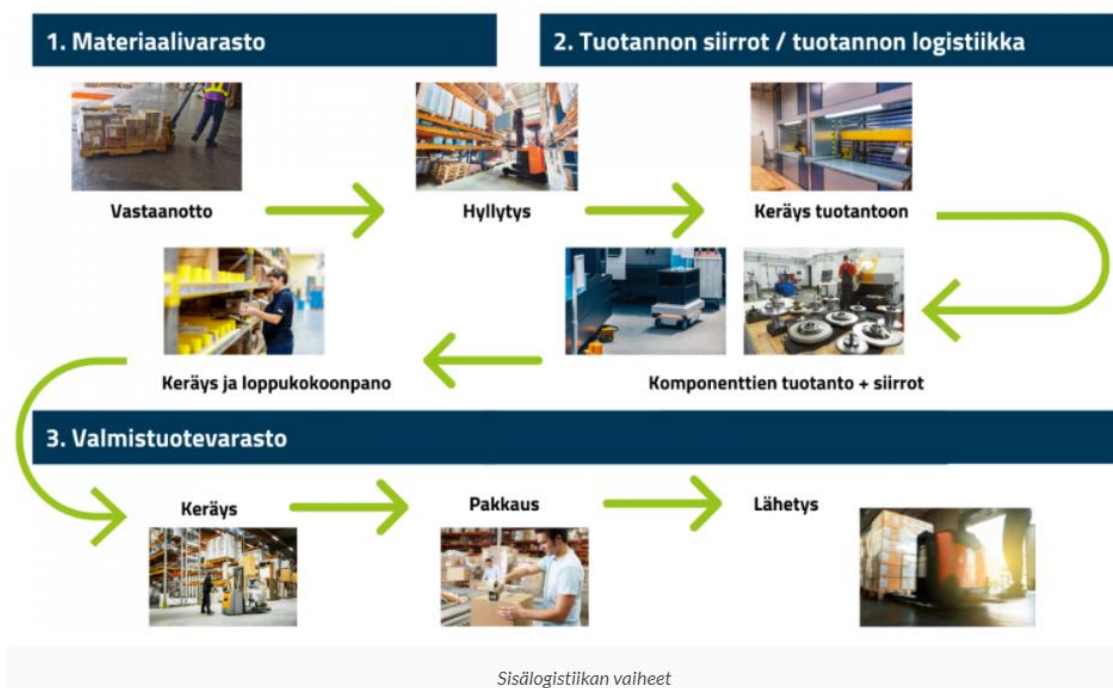 1. Materiaalivarasto
2. Tuotannon siirrot / tuotannon logistiikka
Vastaanotto
Hyllytys
Keräys tuotantoon
Keräys ja loppukokoonpano
Komponenttien tuotanto + siirrot
3. Valmistuotevarasto
Keräys
Pakkaus
Lähetys
Sisälogistiikan vaiheet